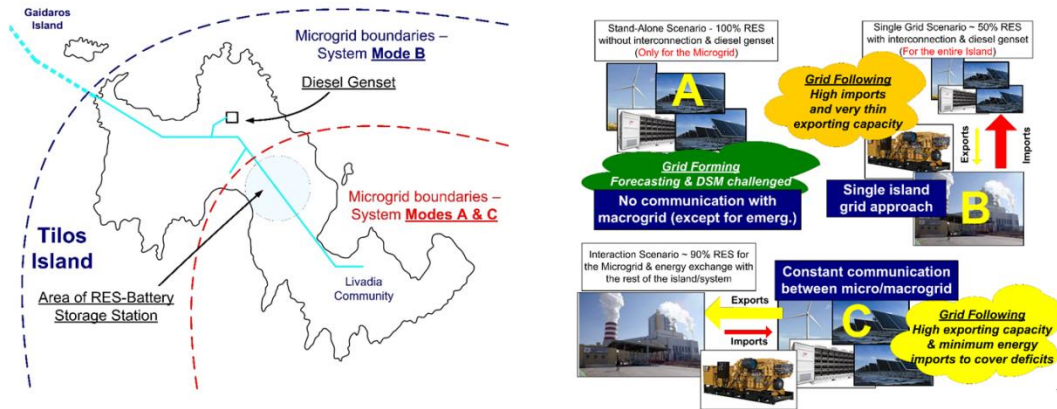 Gaidaros
Island
Microgrid boundaries –
System Mode B
Diesel Genset
Microgrid boundaries –
System Modes A & C
Tilos
Island
Area of RES-Battery
Storage Station
Livadia
Community
Stand-Alone Scenario - 100% RES
without interconnection & diesel genset
(Only for the Microgrid)
A
Grid Forming
Forecasting & DSM challenged
No communication with
macrogrid (except for emerg.)
Single Grid Scenario ~ 50% RES
with interconnection & diesel genset
(For the entire Island)
Grid Following
High imports
and very thin
exporting capacity
Exports
Imports
Single island
grid approach
B
Interaction Scenario ~ 90% RES for
the Microgrid & energy exchange with
the rest of the island/system
Exports
Imports
Constant communication
between micro/macrogrid
C
Grid Following
High exporting capacity
& minimum energy
imports to cover deficits